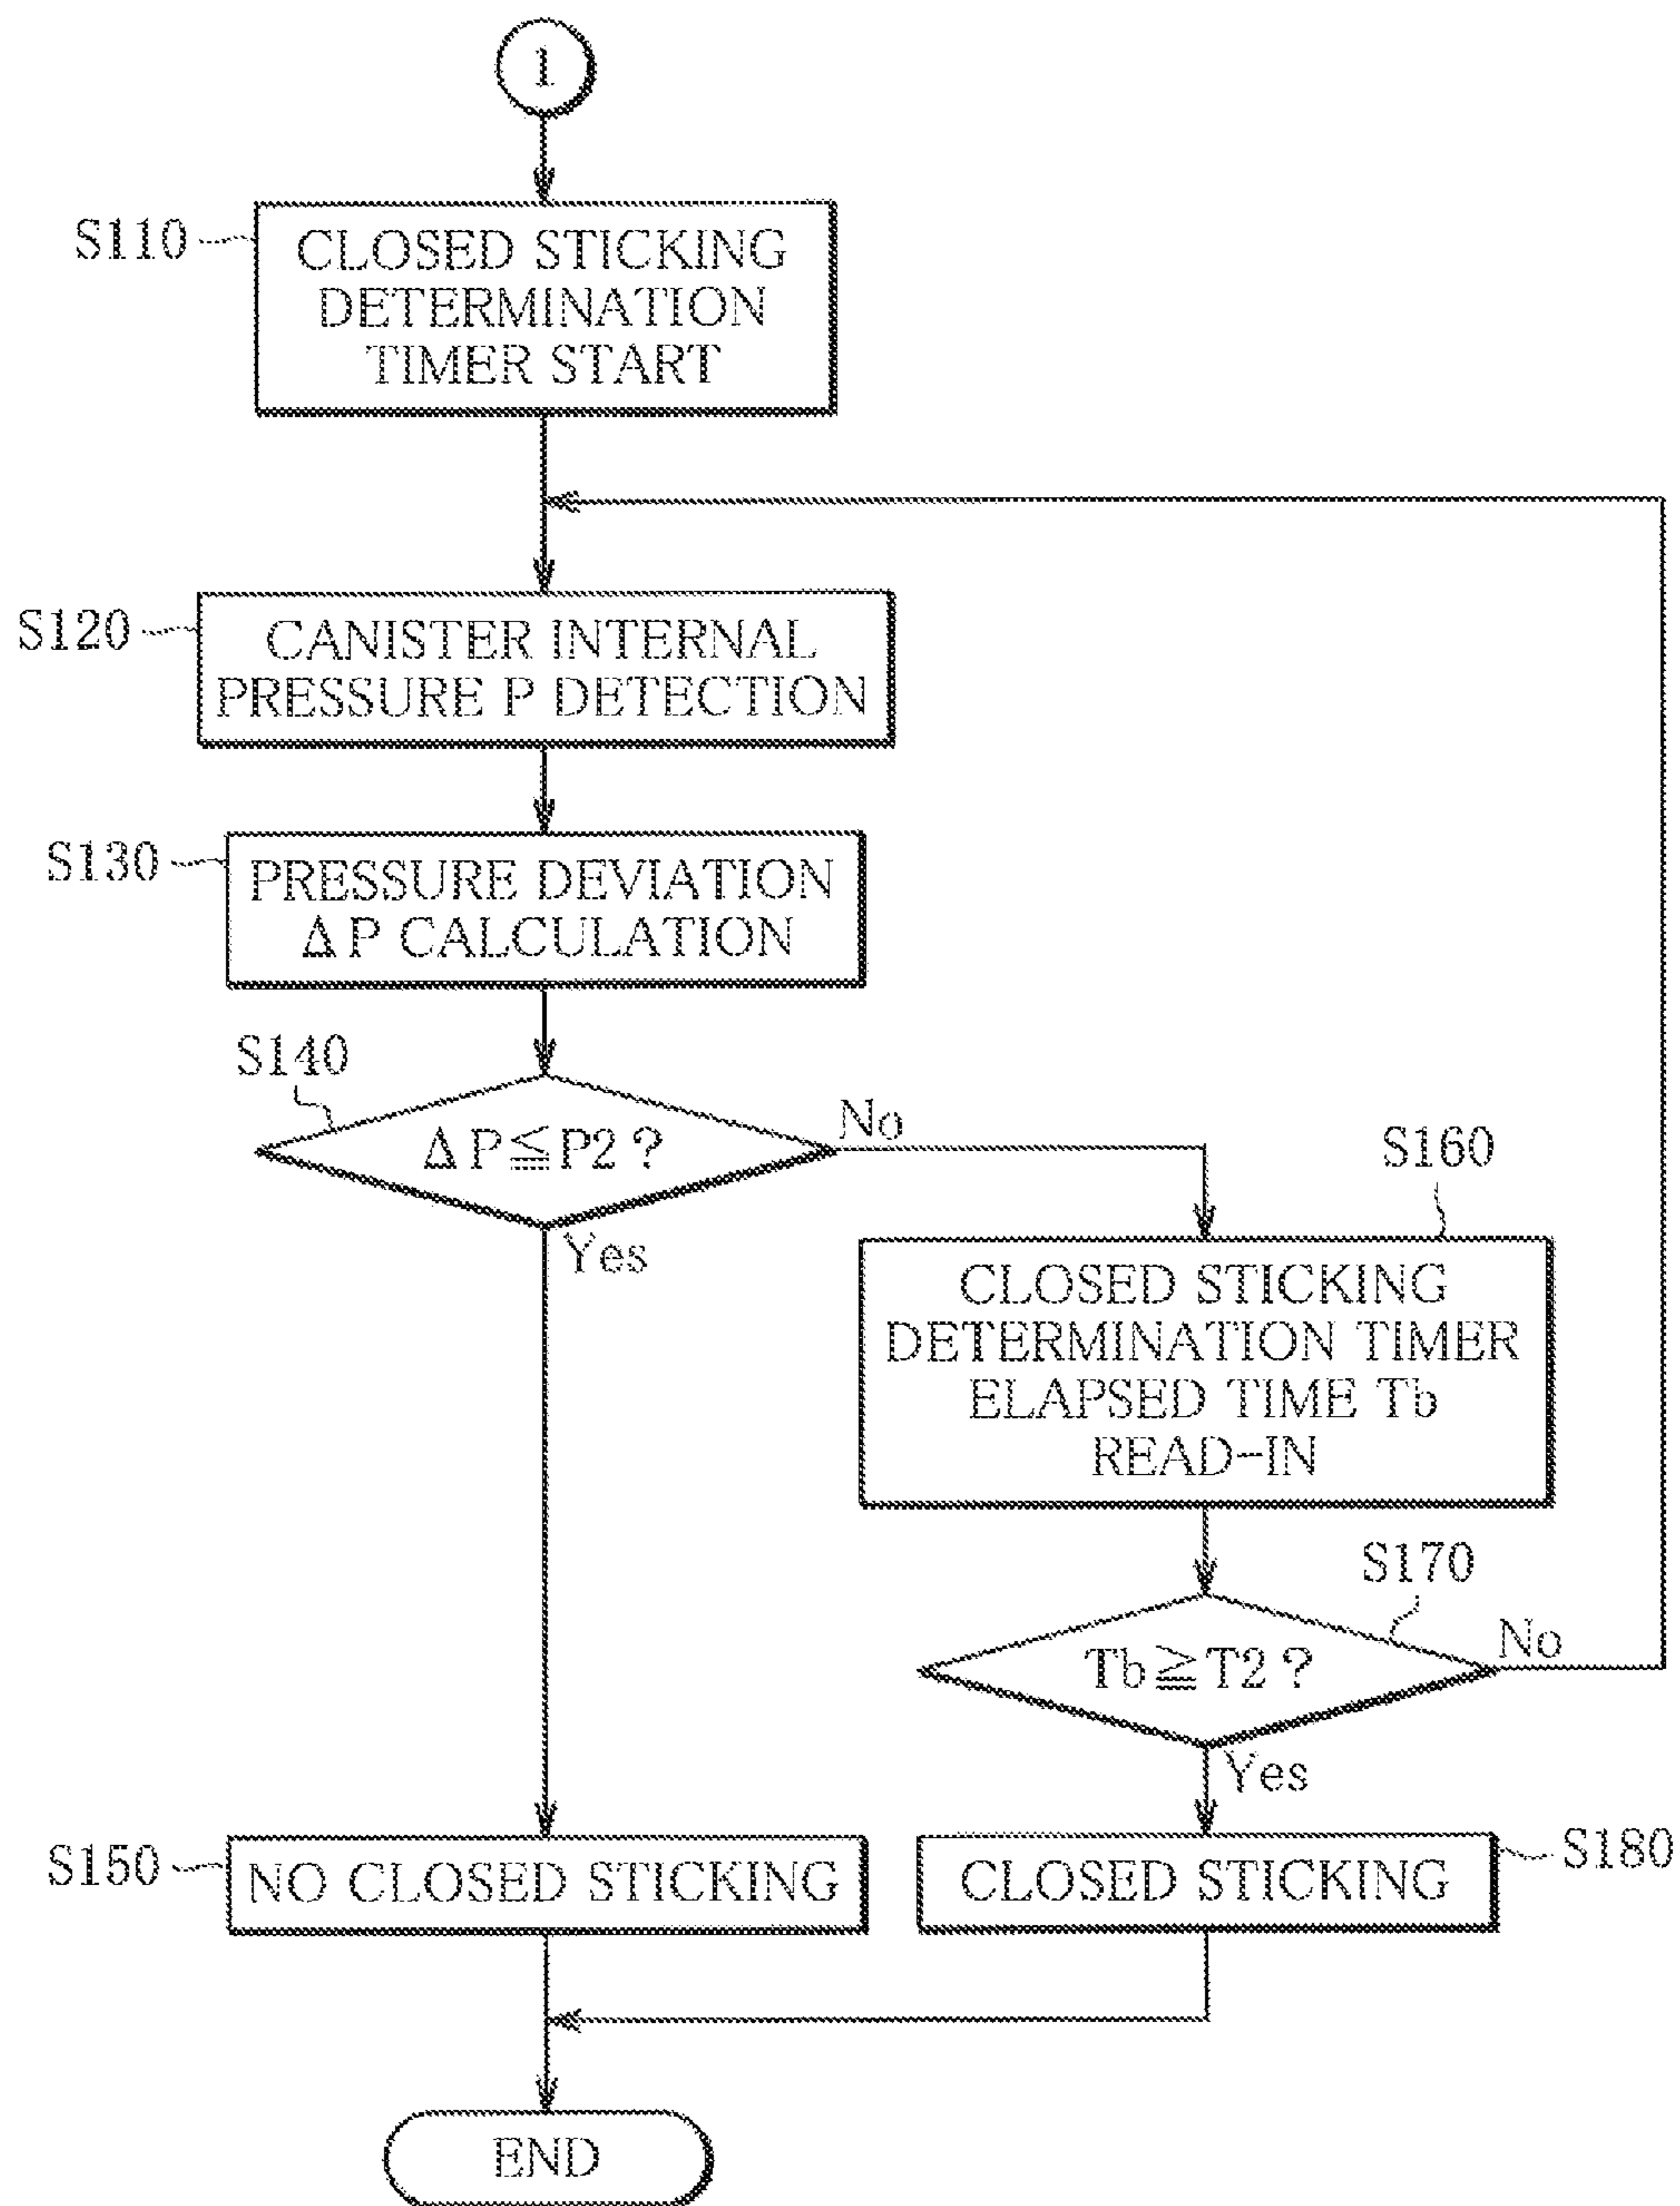 1
S110
CLOSED STICKING
DETERMINATION
TIMER START
S120
CANISTER INTERNAL
PRESSURE P DETECTION
S130
PRESSURE DEVIATION
ΔP CALCULATION
S140
ΔP≦P2?
No
Yes
S160
CLOSED STICKING
DETERMINATION TIMER
ELAPSED TIME Tb
READ-IN
S170
Tb≧T2?
No
Yes
S150
NO CLOSED STICKING
CLOSED STICKING
S180
END